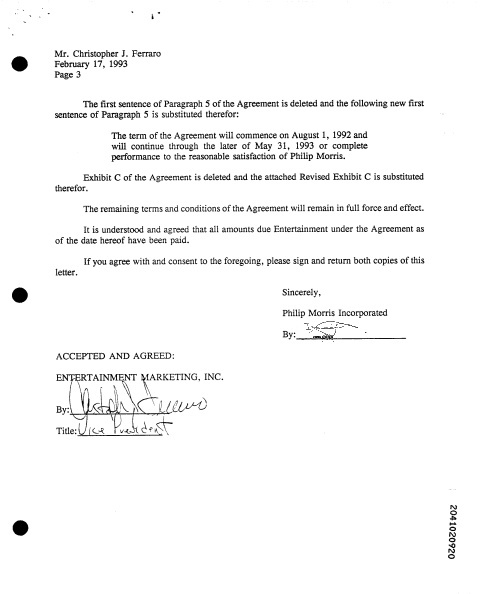 Mr. Christopher J. Ferraro
February 17, 1993
Page 3
The first sentence of Paragraph 5 of the Agreement is deleted and the following new first
sentence of Paragraph 5 is substituted therefor:
The term of the Agreement will commence on August 1, 1992 and
will continue through the later of May 31, 1993 or complete
performance to the reasonable satisfaction of Philip Morris.
Exhibit C of the Agreement is deleted and the attached Revised Exhibit C is substituted
therefor.
The remaining terms and conditions of the Agreement will remain in full force and effect.
It is understood and agreed that all amounts due Entertainment under the Agreement as
of the date hereof have been paid.
If you agree with and consent to the foregoing, please sign and return both copies of this
letter.
Sincerely,
Philip Morris Incorporated
By:
ACCEPTED AND AGREED:
ENTERTAINMENT MARKETING, INC.
By:
Title: Vice President
2041020920